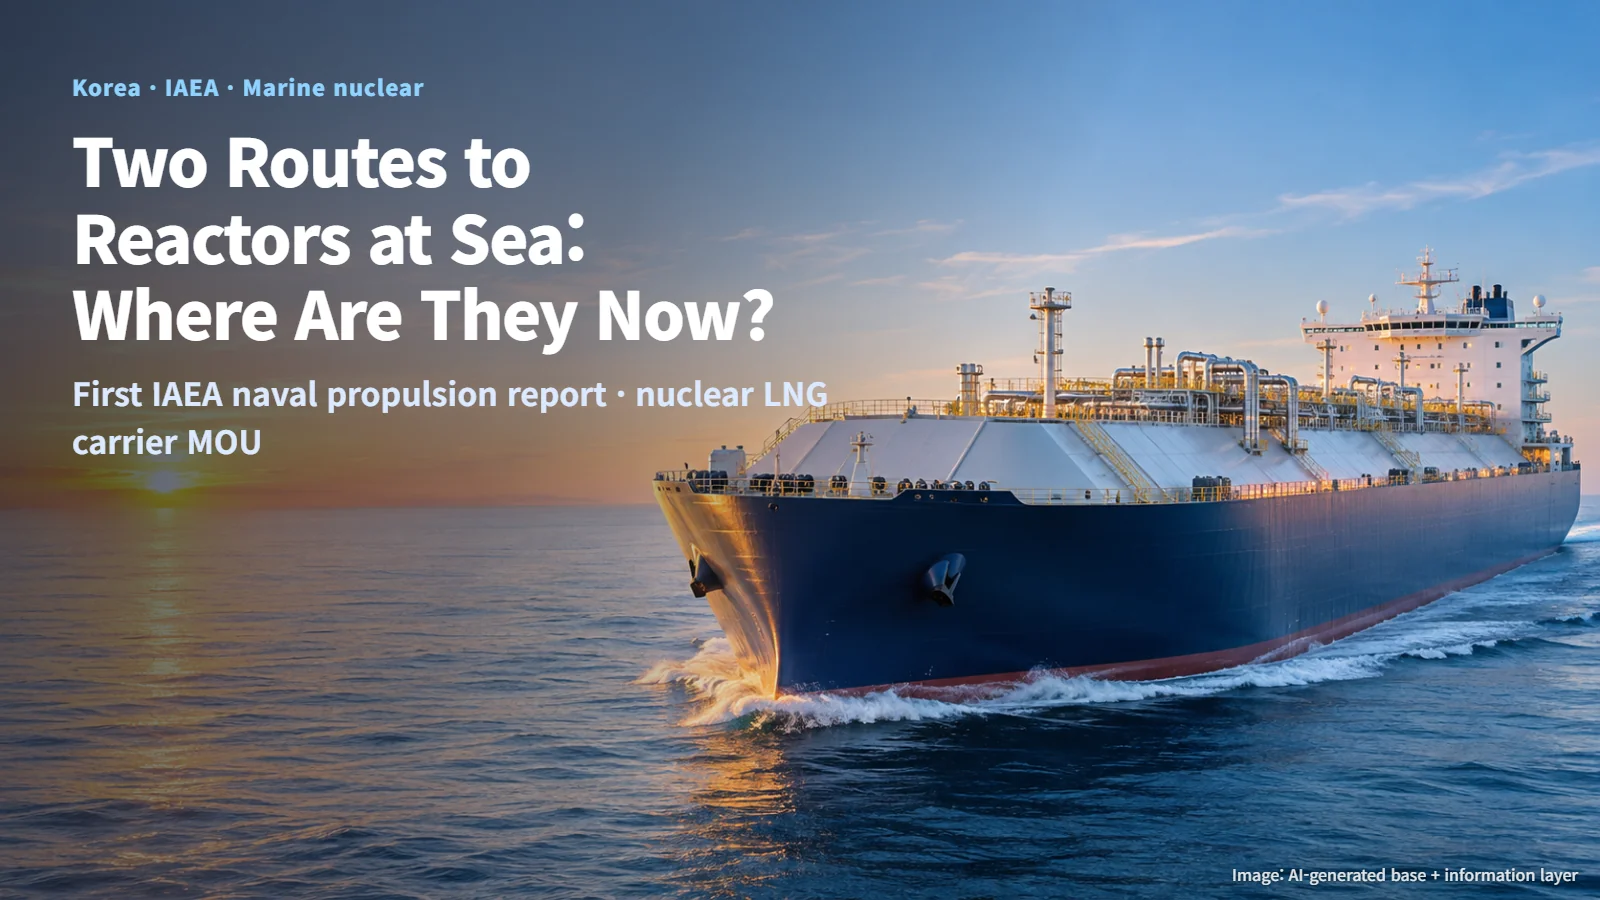 Korea · IAEA · Marine nuclear
Two Routes to
Reactors at Sea:
Where Are They Now?
First IAEA naval propulsion report · nuclear LNG
carrier MOU
Image: AI-generated base + information layer